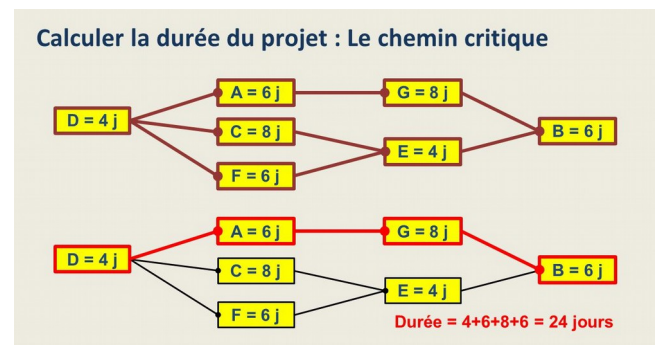 Calculer la durée du projet : Le chemin critique
A = 6 j
G = 8 j
D = 4 j
C = 8 j
B = 6 j
E = 4 j
F = 6 j
A = 6 j
G = 8 j
D = 4 j
C = 8 j
B = 6 j
E = 4 j
F = 6 j
Durée = 4+6+8+6 = 24 jours